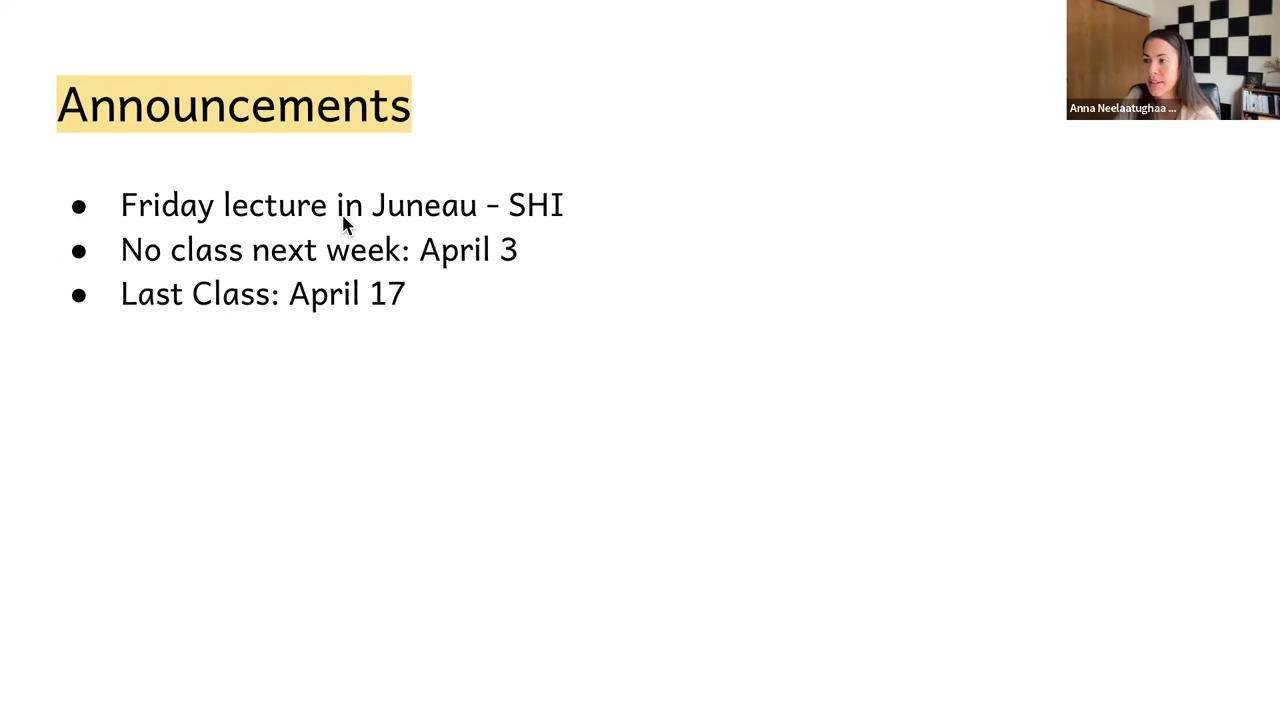 Announcements
● Friday lecture in Juneau - SHI
● No class next week: April 3
● Last Class: April 17
Anna Neelaatughaa ...